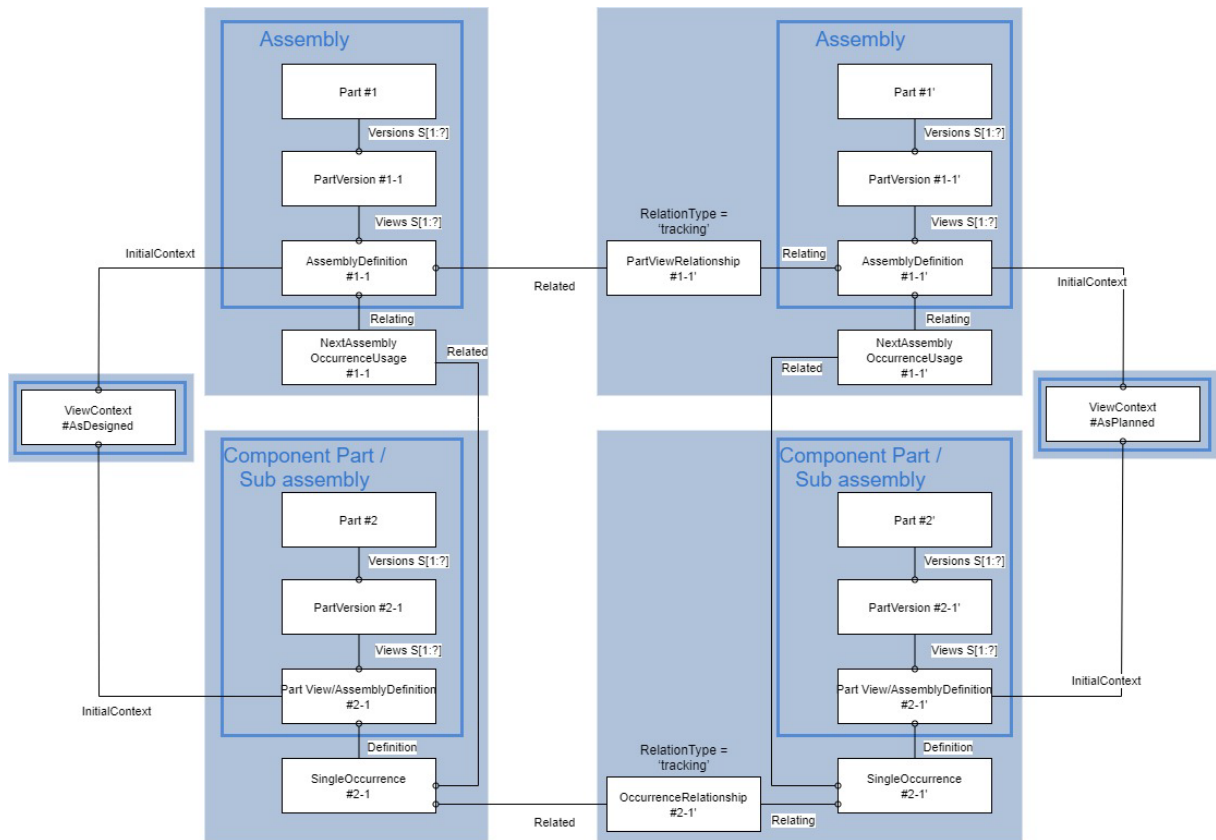 Assembly
Part #1
Versions S[1:?]
PartVersion #1-1
Views S[1:?]
InitialContext
AssemblyDefinition
#1-1
Relating
NextAssembly
OccurrenceUsage
#1-1
Related
Assembly
Part #1'
Versions S[1:?]
PartVersion #1-1'
Views S[1:?]
RelationType =
‘tracking’
PartViewRelationship
#1-1'
Related
Relating
AssemblyDefinition
#1-1'
InitialContext
Relating
NextAssembly
OccurrenceUsage
#1-1'
Related
ViewContext
#AsDesigned
ViewContext
#AsPlanned
Component Part /
Sub assembly
Part #2
Versions S[1:?]
PartVersion #2-1
Views S[1:?]
Part View/AssemblyDefinition
#2-1
InitialContext
Definition
SingleOccurrence
#2-1
Component Part /
Sub assembly
Part #2'
Versions S[1:?]
PartVersion #2-1'
Views S[1:?]
Part View/AssemblyDefinition
#2-1'
InitialContext
Definition
SingleOccurrence
#2-1'
RelationType =
‘tracking’
OccurrenceRelationship
#2-1'
Related
Relating